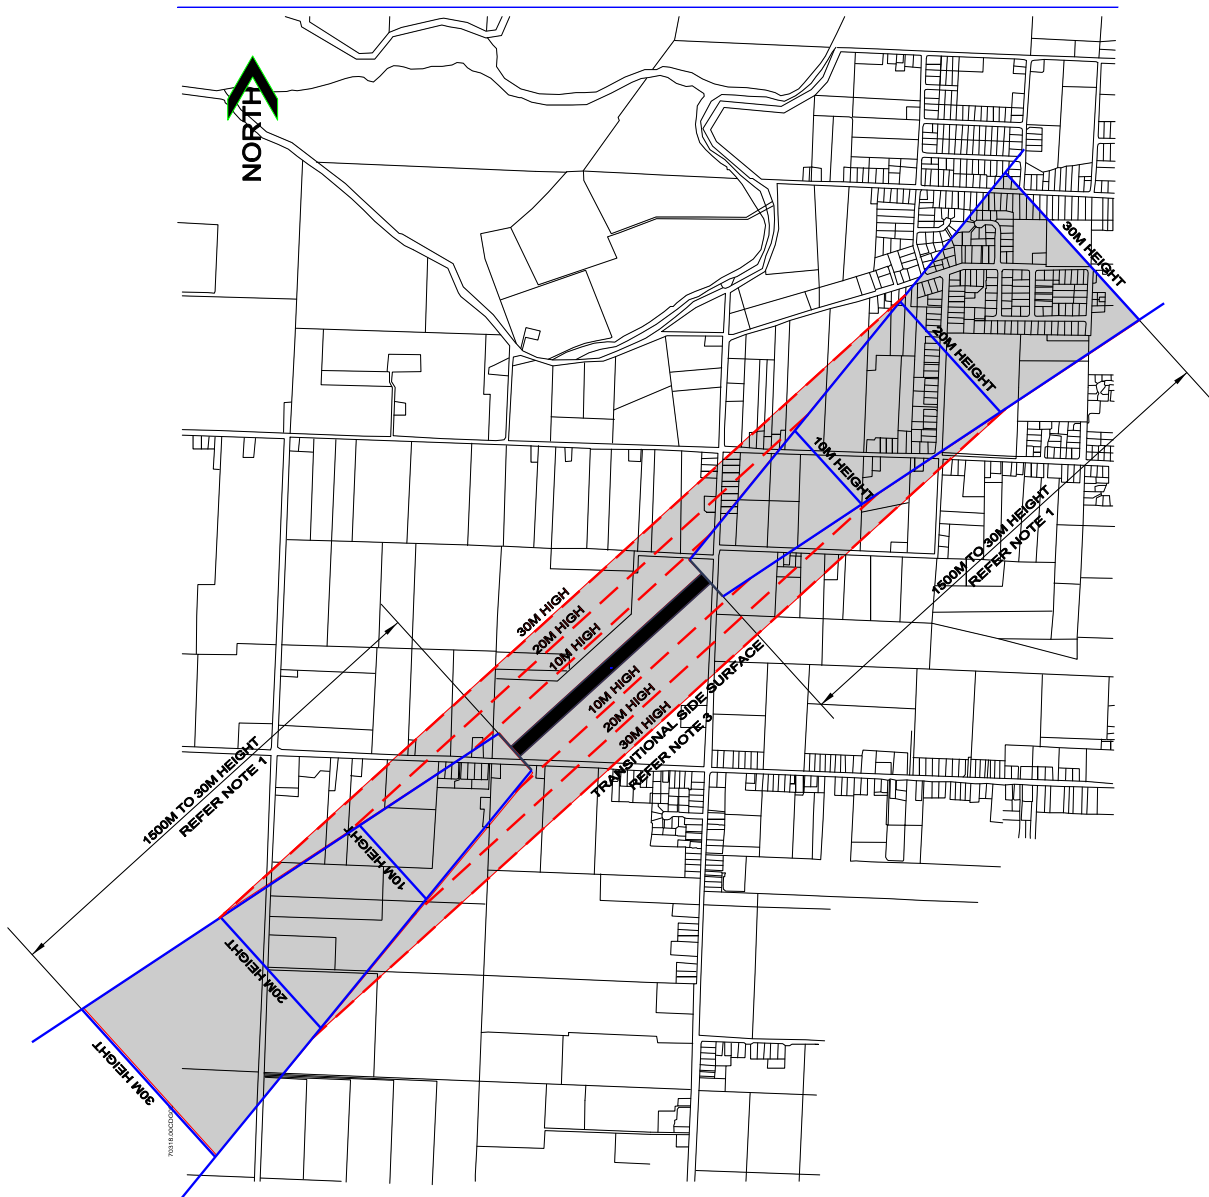 NORTH
30M HEIGHT
20M HEIGHT
10M HEIGHT
1500M TO 30M HEIGHT
REFER NOTE 1
30M HIGH
20M HIGH
10M HIGH
10M HIGH
20M HIGH
30M HIGH
TRANSITIONAL SIDE SURFACE
REFER NOTE 3
1500M TO 30M HEIGHT
REFER NOTE 1
10M HEIGHT
20M HEIGHT
30M HEIGHT